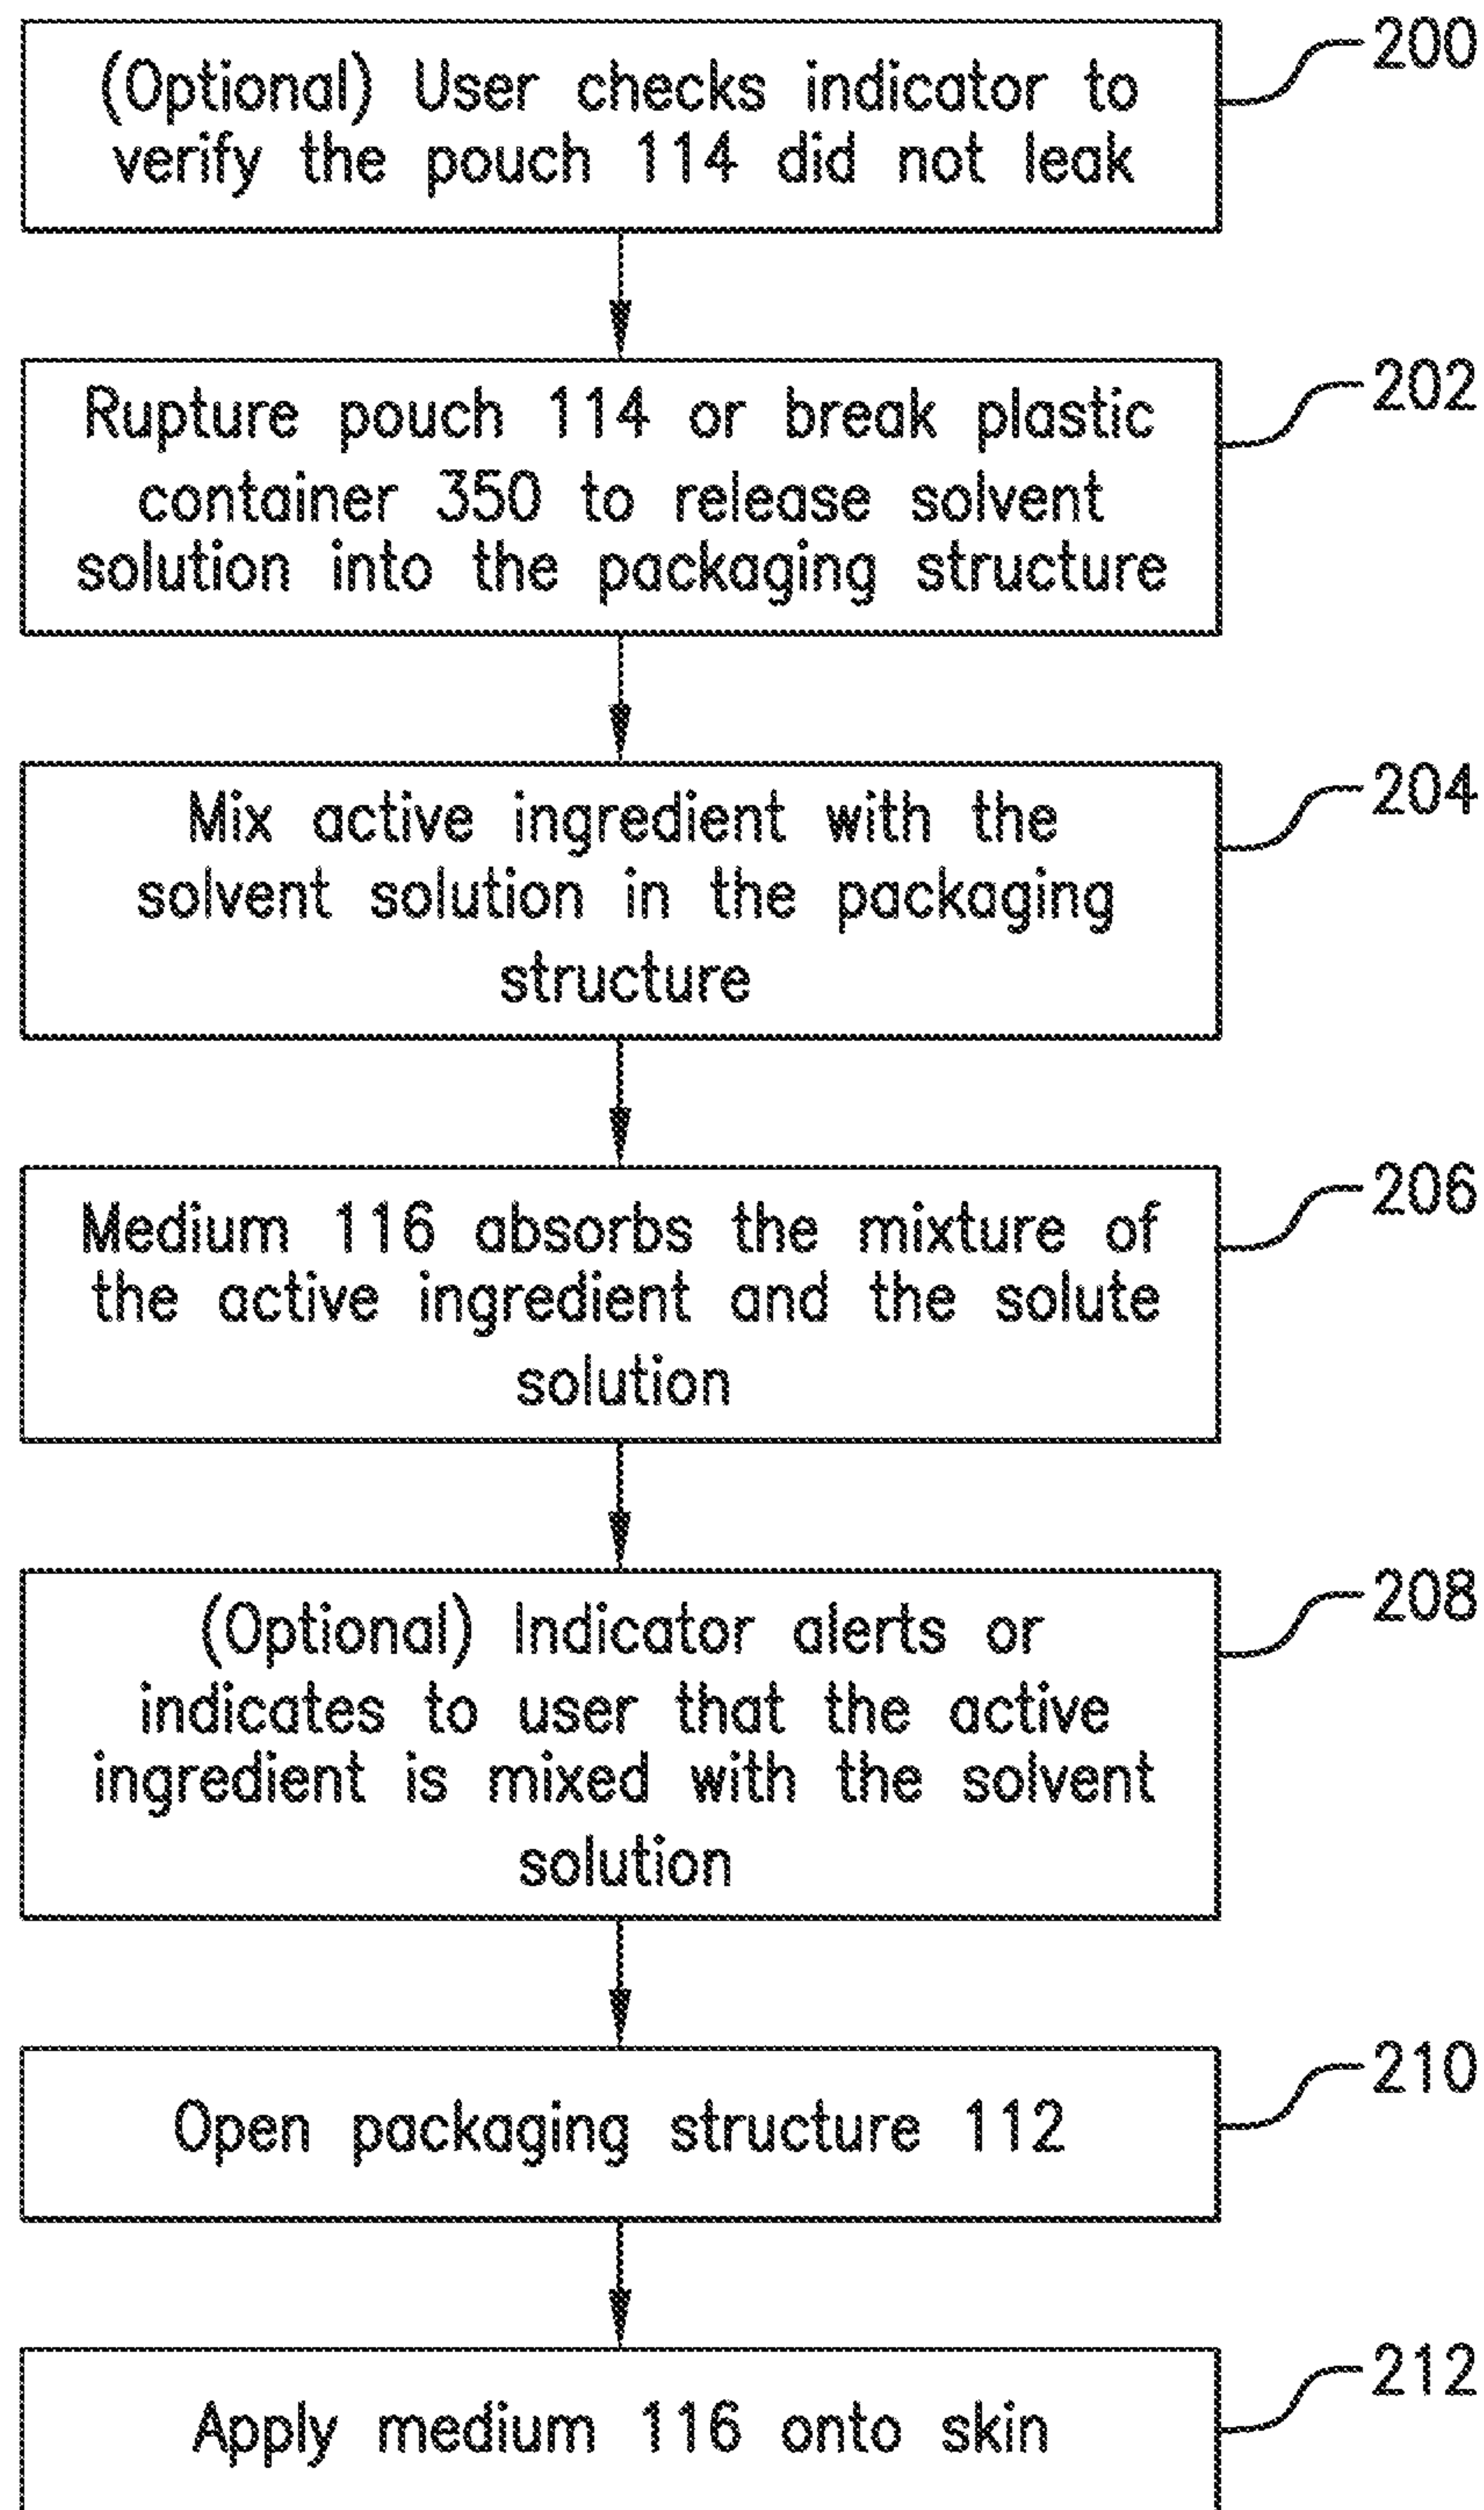 (Optional) User checks indicator to
verify the pouch 114 did not leak
200
Rupture pouch 114 or break plastic
container 350 to release solvent
solution into the packaging structure
202
Mix active ingredient with the
solvent solution in the packaging
structure
204
Medium 116 absorbs the mixture of
the active ingredient and the solute
solution
206
(Optional) Indicator alerts or
indicates to user that the active
ingredient is mixed with the solvent
solution
208
Open packaging structure 112
210
Apply medium 116 onto skin
212